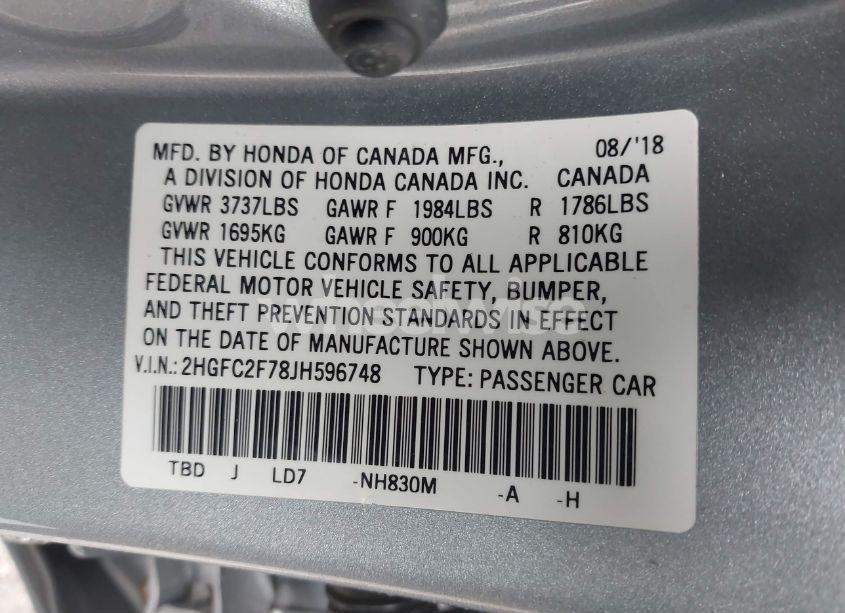 MFD. BY HONDA OF CANADA MFG., 08/'18
A DIVISION OF HONDA CANADA INC. CANADA
GVWR 3737LBS GAWR F 1984LBS R 1786LBS
GVWR 1695KG GAWR F 900KG R 810KG
THIS VEHICLE CONFORMS TO ALL APPLICABLE
FEDERAL MOTOR VEHICLE SAFETY, BUMPER,
AND THEFT PREVENTION STANDARDS IN EFFECT
ON THE DATE OF MANUFACTURE SHOWN ABOVE.
V.I.N.: 2HGFC2F78JH596748 TYPE: PASSENGER CAR
TBD J LD7 -NH830M -A -H